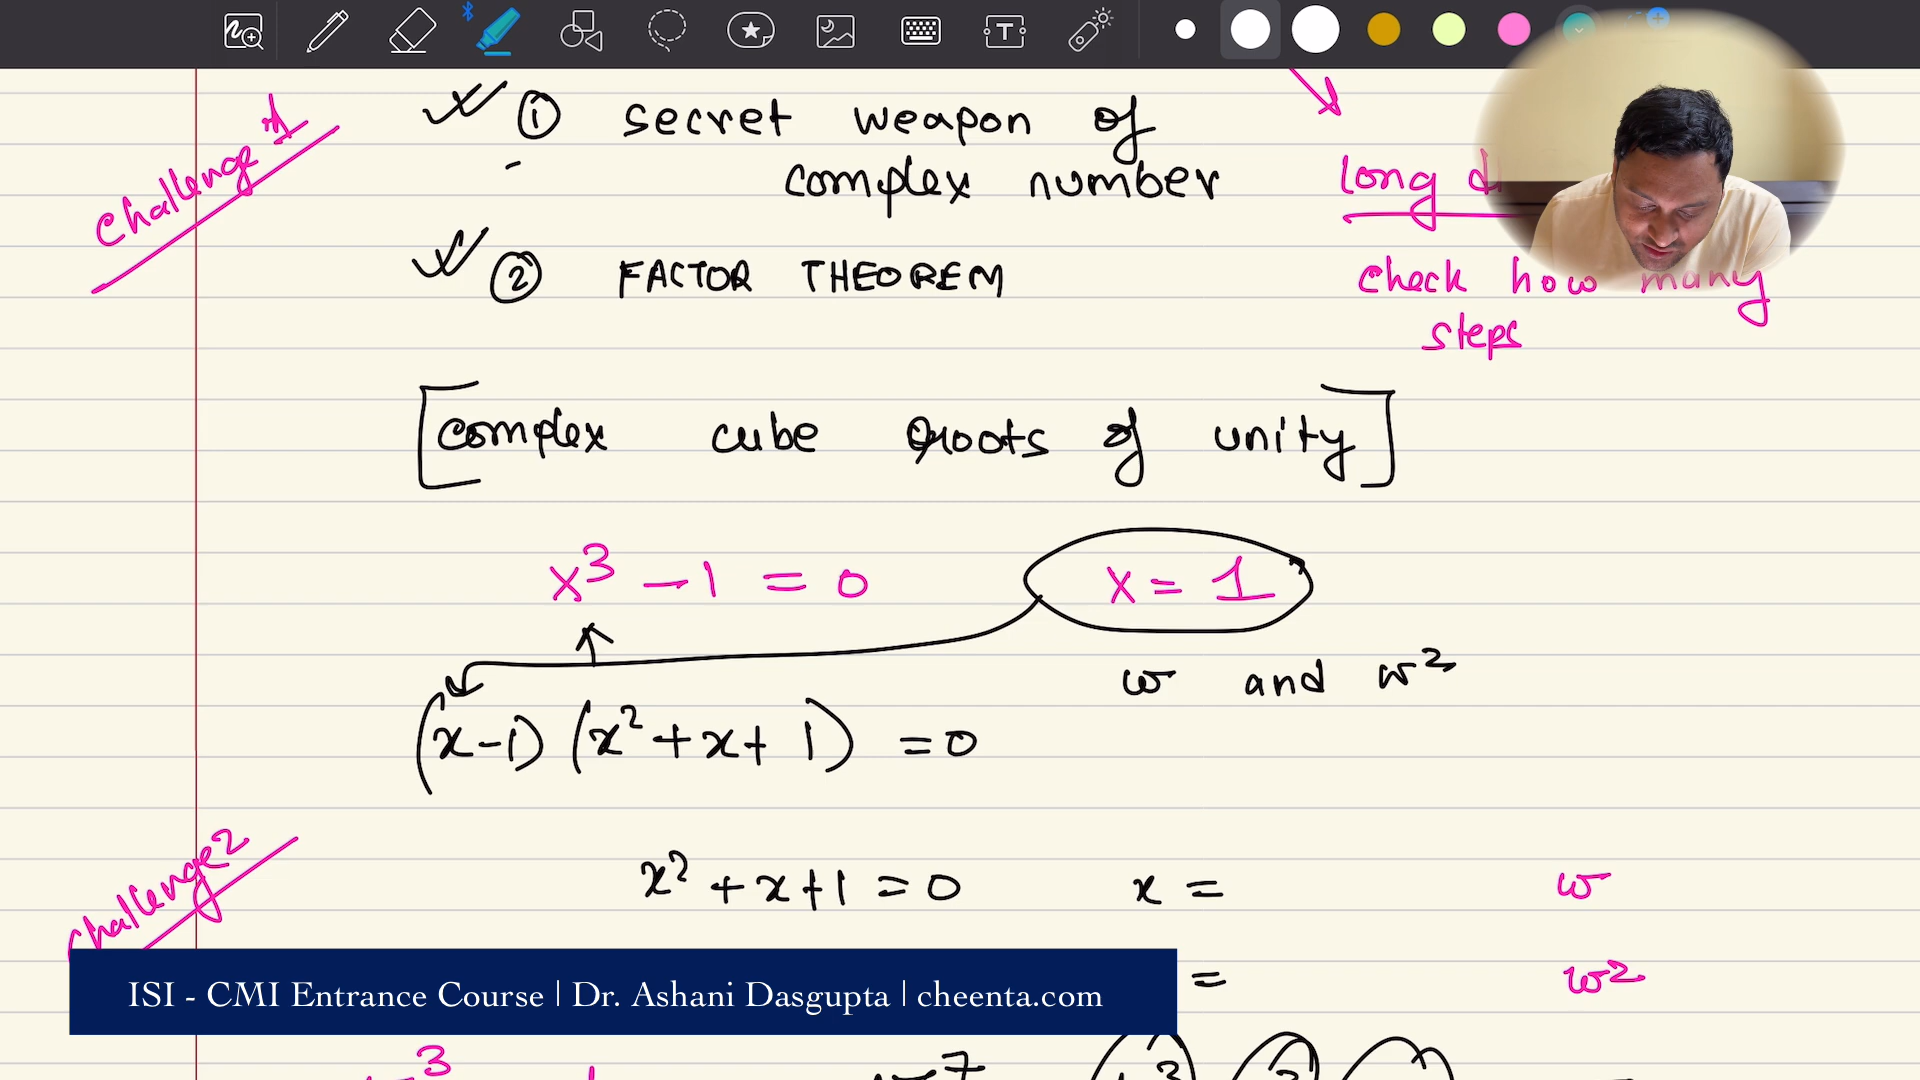 Challenge 1
① secret weapon of
complex number
② FACTOR THEOREM
long
check how many
steps
[complex cube roots of unity]
x³ - 1 = 0 x = 1
ω and ω²
(x-1) (x²+x+1) = 0
Challenge 2
x² + x + 1 = 0 x = ω
= ω²
ISI - CMI Entrance Course | Dr. Ashani Dasgupta | cheenta.com